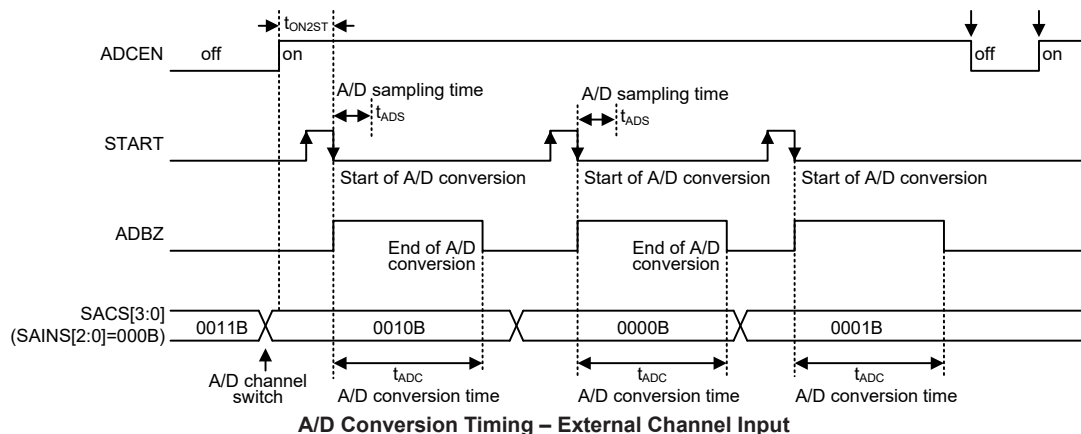 tON2ST
ADCEN
off
on
off
on
A/D sampling time
tADS
A/D sampling time
tADS
START
Start of A/D conversion
Start of A/D conversion
Start of A/D conversion
ADBZ
End of A/D
conversion
End of A/D
conversion
SACS[3:0]
(SAINS[2:0]=000B)
0011B
0010B
0000B
0001B
A/D channel
switch
tADC
A/D conversion time
tADC
A/D conversion time
tADC
A/D conversion time
A/D Conversion Timing – External Channel Input